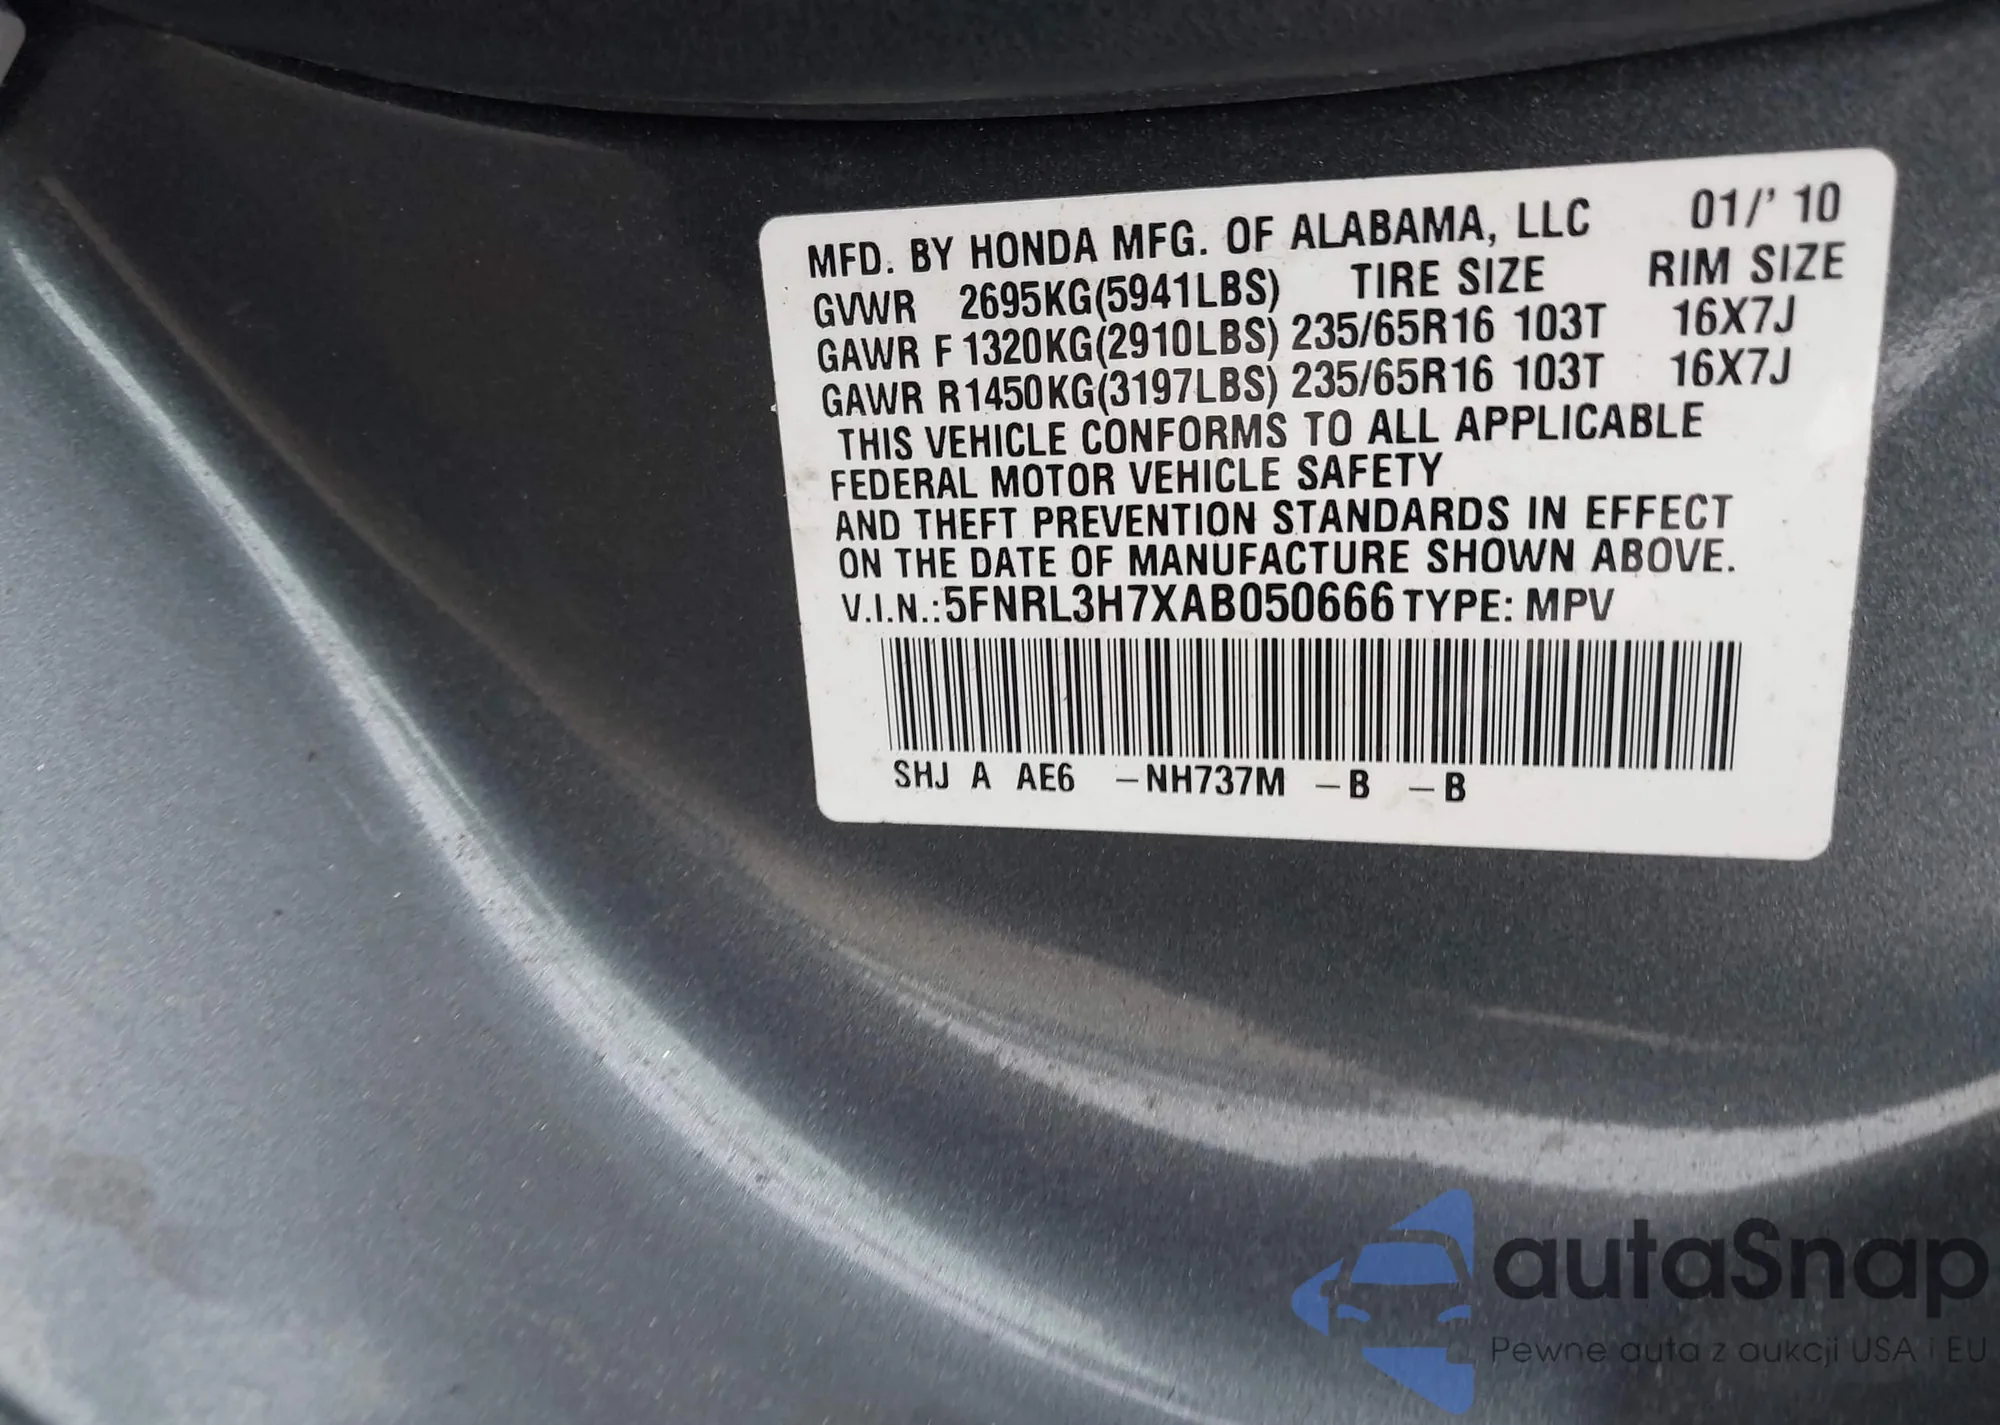 MFD. BY HONDA MFG. OF ALABAMA, LLC 01/' 10
GVWR 2695KG(5941LBS) TIRE SIZE RIM SIZE
GAWR F 1320KG(2910LBS) 235/65R16 103T 16X7J
GAWR R1450KG(3197LBS) 235/65R16 103T 16X7J
THIS VEHICLE CONFORMS TO ALL APPLICABLE
FEDERAL MOTOR VEHICLE SAFETY
AND THEFT PREVENTION STANDARDS IN EFFECT
ON THE DATE OF MANUFACTURE SHOWN ABOVE.
V.I.N.:5FNRL3H7XAB050666 TYPE: MPV
SHJ A AE6 –NH737M –B –B
autaSnap
Pewne auta z aukcji USA i EU